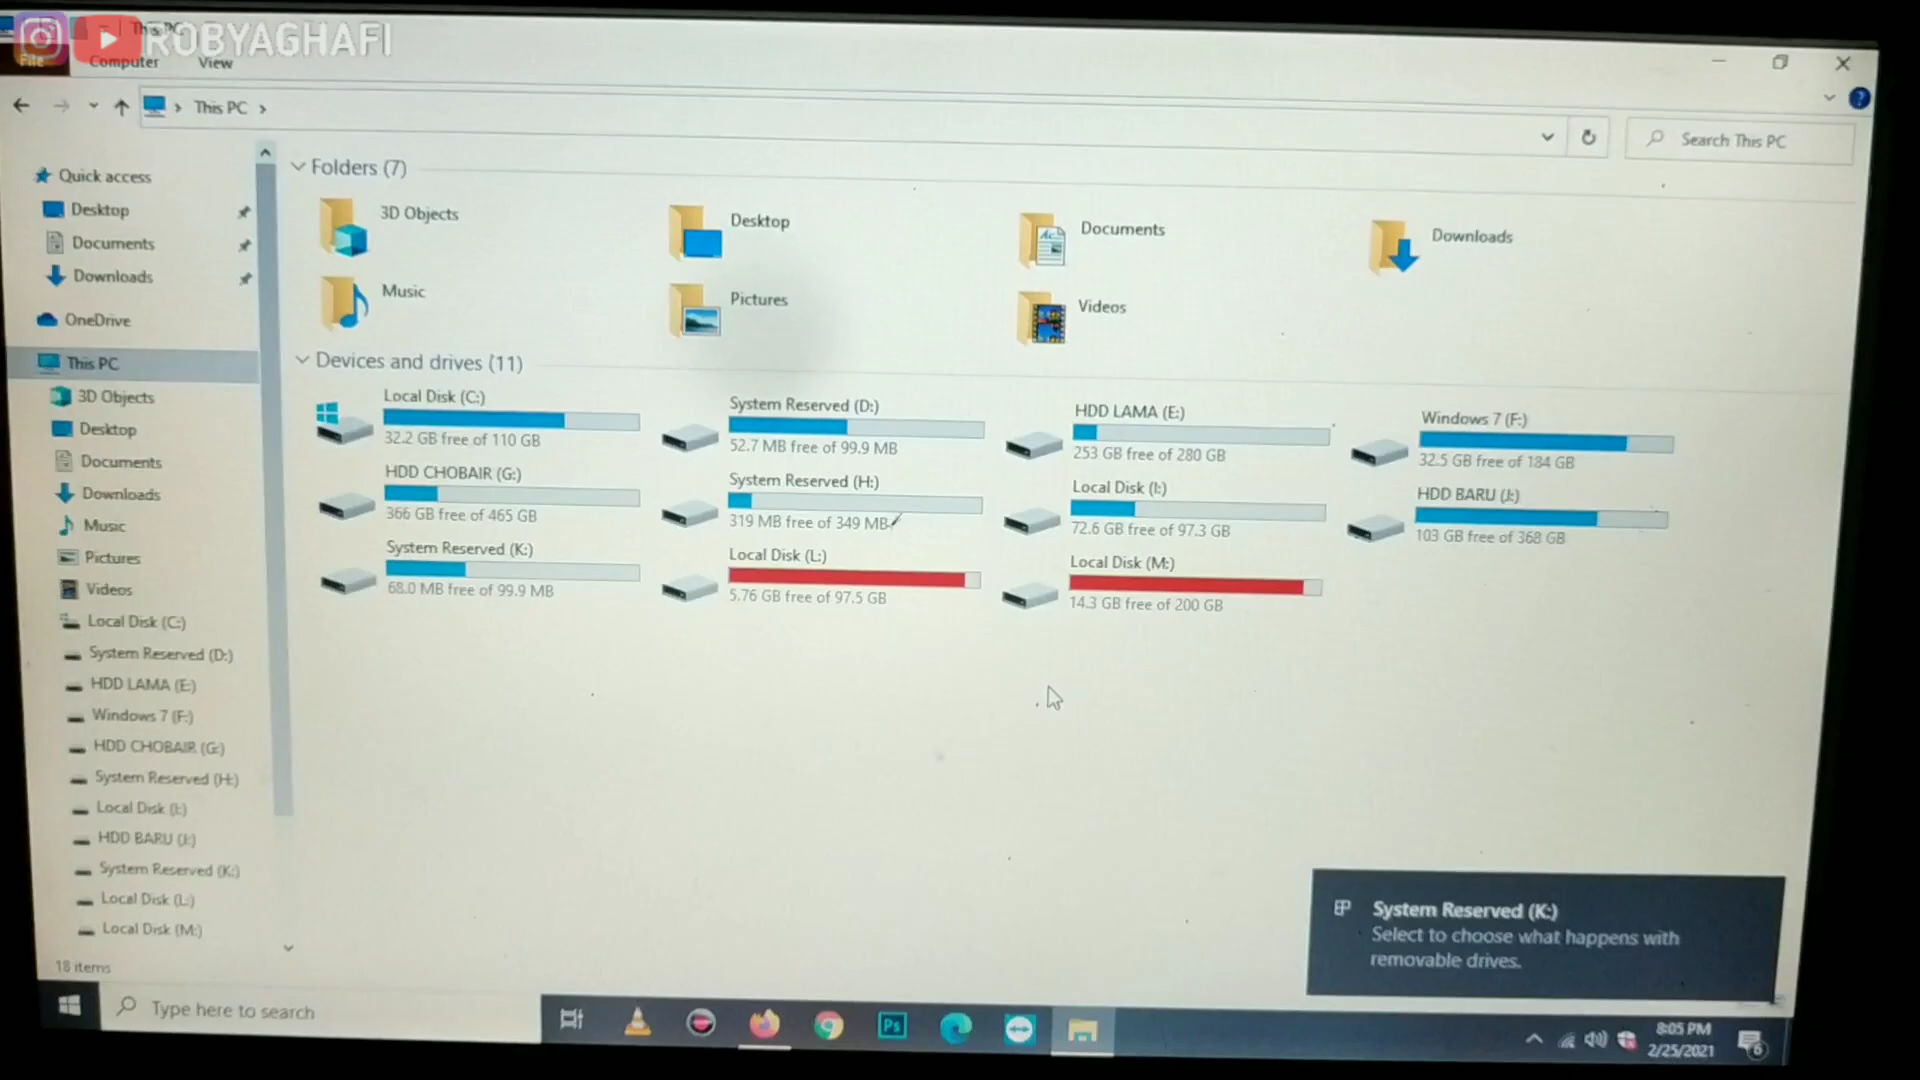 ROBYAGHAFI
This PC
File
Computer
View
This PC
Search This PC
Quick access
Desktop
Documents
Downloads
OneDrive
This PC
3D Objects
Desktop
Documents
Downloads
Music
Pictures
Videos
Local Disk (C:)
System Reserved (D:)
HDD LAMA (E:)
Windows 7 (F:)
HDD CHOBAIR (G:)
System Reserved (H:)
Local Disk (I:)
HDD BARU (J:)
System Reserved (K:)
Local Disk (L:)
Local Disk (M:)
18 items
Folders (7)
3D Objects
Desktop
Documents
Downloads
Music
Pictures
Videos
Devices and drives (11)
Local Disk (C:)
32.2 GB free of 110 GB
System Reserved (D:)
52.7 MB free of 99.9 MB
HDD LAMA (E:)
253 GB free of 280 GB
Windows 7 (F:)
32.5 GB free of 184 GB
HDD CHOBAIR (G:)
366 GB free of 465 GB
System Reserved (H:)
319 MB free of 349 MB
Local Disk (I:)
72.6 GB free of 97.3 GB
HDD BARU (J:)
103 GB free of 368 GB
System Reserved (K:)
68.0 MB free of 99.9 MB
Local Disk (L:)
5.76 GB free of 97.5 GB
Local Disk (M:)
14.3 GB free of 200 GB
System Reserved (K:)
Select to choose what happens with
removable drives.
Type here to search
Ps
8:05 PM
2/25/2021
6